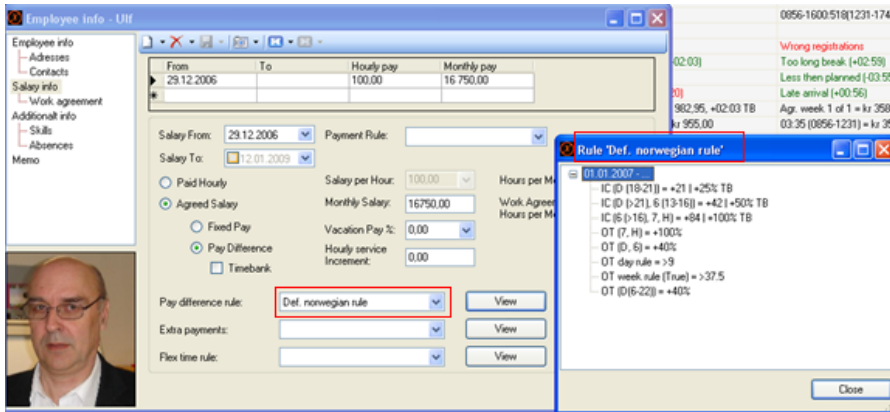 Employee info - Ulf
Employee info
Adresses
Contacts
Salary info
Work agreement
Additionalt info
Skills
Absences
Memo
From To Hourly pay Monthly pay
29.12.2006 100,00 16 750,00
Salary From: 29.12.2006 Payment Rule:
Salary To: 12.01.2009
Paid Hourly Salary per Hour: 100,00 Hours per M
Agreed Salary Monthly Salary: 16750,00 Work Agreer
Hours per M
Fixed Pay Vacation Pay %: 0,00
Pay Difference Hourly service
Increment: 0,00
Timebank
Pay difference rule: Def. norwegian rule View
Extra payments: View
Flex time rule: View
0856-1600:518(1231-174
Wrong registrations
+02:03) Too long break (+02:59)
Less then planned (-03:55
20) Late arrival (+00:56)
982,95, +02:03 TB Agr. week 1 of 1 = kr 358
kr 955,00 03:35 (0856-1231) = kr 35
Rule 'Def. norwegian rule'
01.01.2007 - ...
IC (D (18-21)) = +21 | +25% TB
IC (D (>21), 6 (13-16)) = +42 | +50% TB
IC (6 (>16), 7, H) = +84 | +100% TB
OT (7, H) = +100%
OT (D, 6) = +40%
OT day rule = >9
OT week rule (True) = >37.5
OT (D(6-22)) = +40%
Close